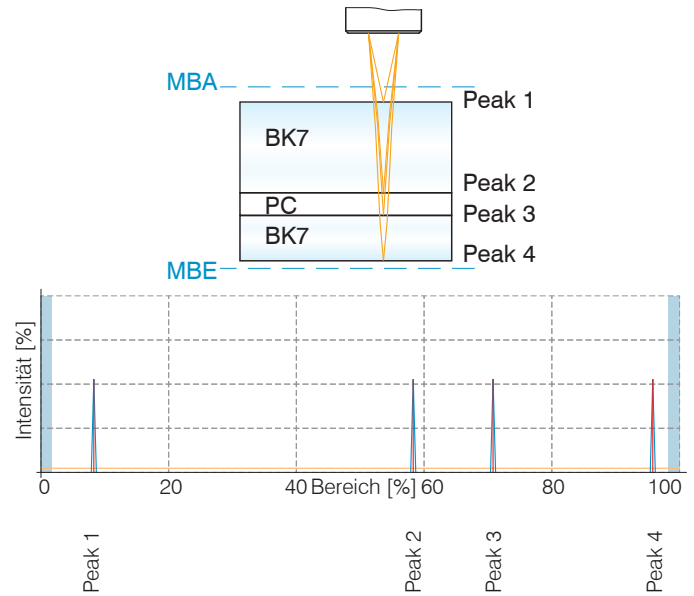 MBA
Peak 1
BK7
Peak 2
PC
Peak 3
BK7
Peak 4
MBE
Intensität [%]
0 20 40 Bereich [%] 60 80 100
Peak 1
Peak 2
Peak 3
Peak 4